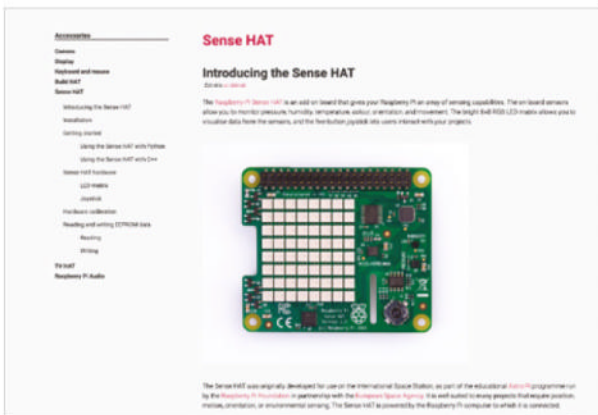 Accessories
Camera
Display
Keyboard and mouse
Build HAT
Sense HAT
Introducing the Sense HAT
Installation
Getting started
Using the Sense HAT with Python
Using the Sense HAT with C++
Sense HAT hardware
LED matrix
Joystick
Hardware calibration
Reading and writing EEPROM data
Reading
Writing
TV HAT
Raspberry Pi Audio
Sense HAT
Introducing the Sense HAT
Edit this on GitHub
The Raspberry Pi Sense HAT is an add-on board that gives your Raspberry Pi an array of sensing capabilities. The on-board sensors
allow you to monitor pressure, humidity, temperature, colour, orientation, and movement. The bright 8×8 RGB LED matrix allows you to
visualise data from the sensors, and the five-button joystick lets users interact with your projects.
Raspberry Pi
Sense HAT
CE
The Sense HAT was originally developed for use on the International Space Station, as part of the educational Astro Pi programme run
by the Raspberry Pi Foundation in partnership with the European Space Agency. It is well suited to many projects that require position,
motion, orientation, or environmental sensing. The Sense HAT is powered by the Raspberry Pi computer to which it is connected.